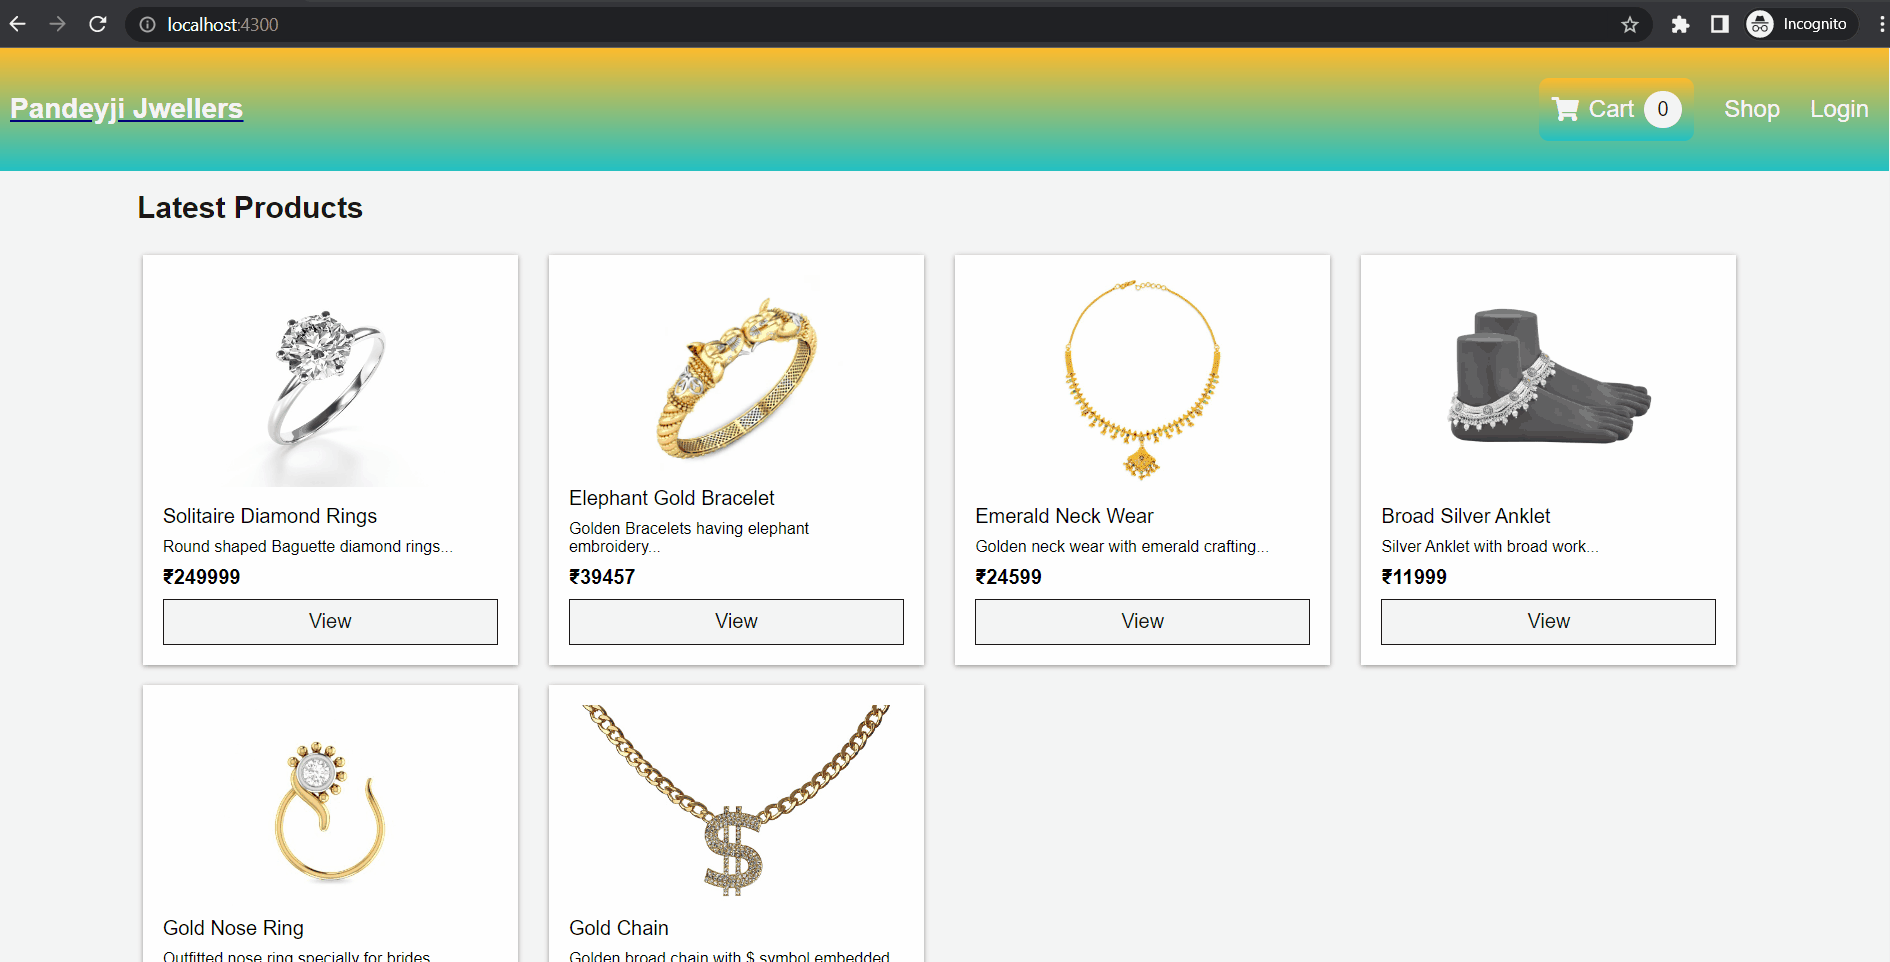 localhost:4300
Incognito
Pandeyji Jwellers
Cart 0
Shop
Login
Latest Products
Solitaire Diamond Rings
Round shaped Baguette diamond rings...
₹249999
View
Elephant Gold Bracelet
Golden Bracelets having elephant
embroidery...
₹39457
View
Emerald Neck Wear
Golden neck wear with emerald crafting...
₹24599
View
Broad Silver Anklet
Silver Anklet with broad work...
₹11999
View
Gold Nose Ring
Outfitted nose ring specially for brides
Gold Chain
Golden broad chain with $ symbol embedded